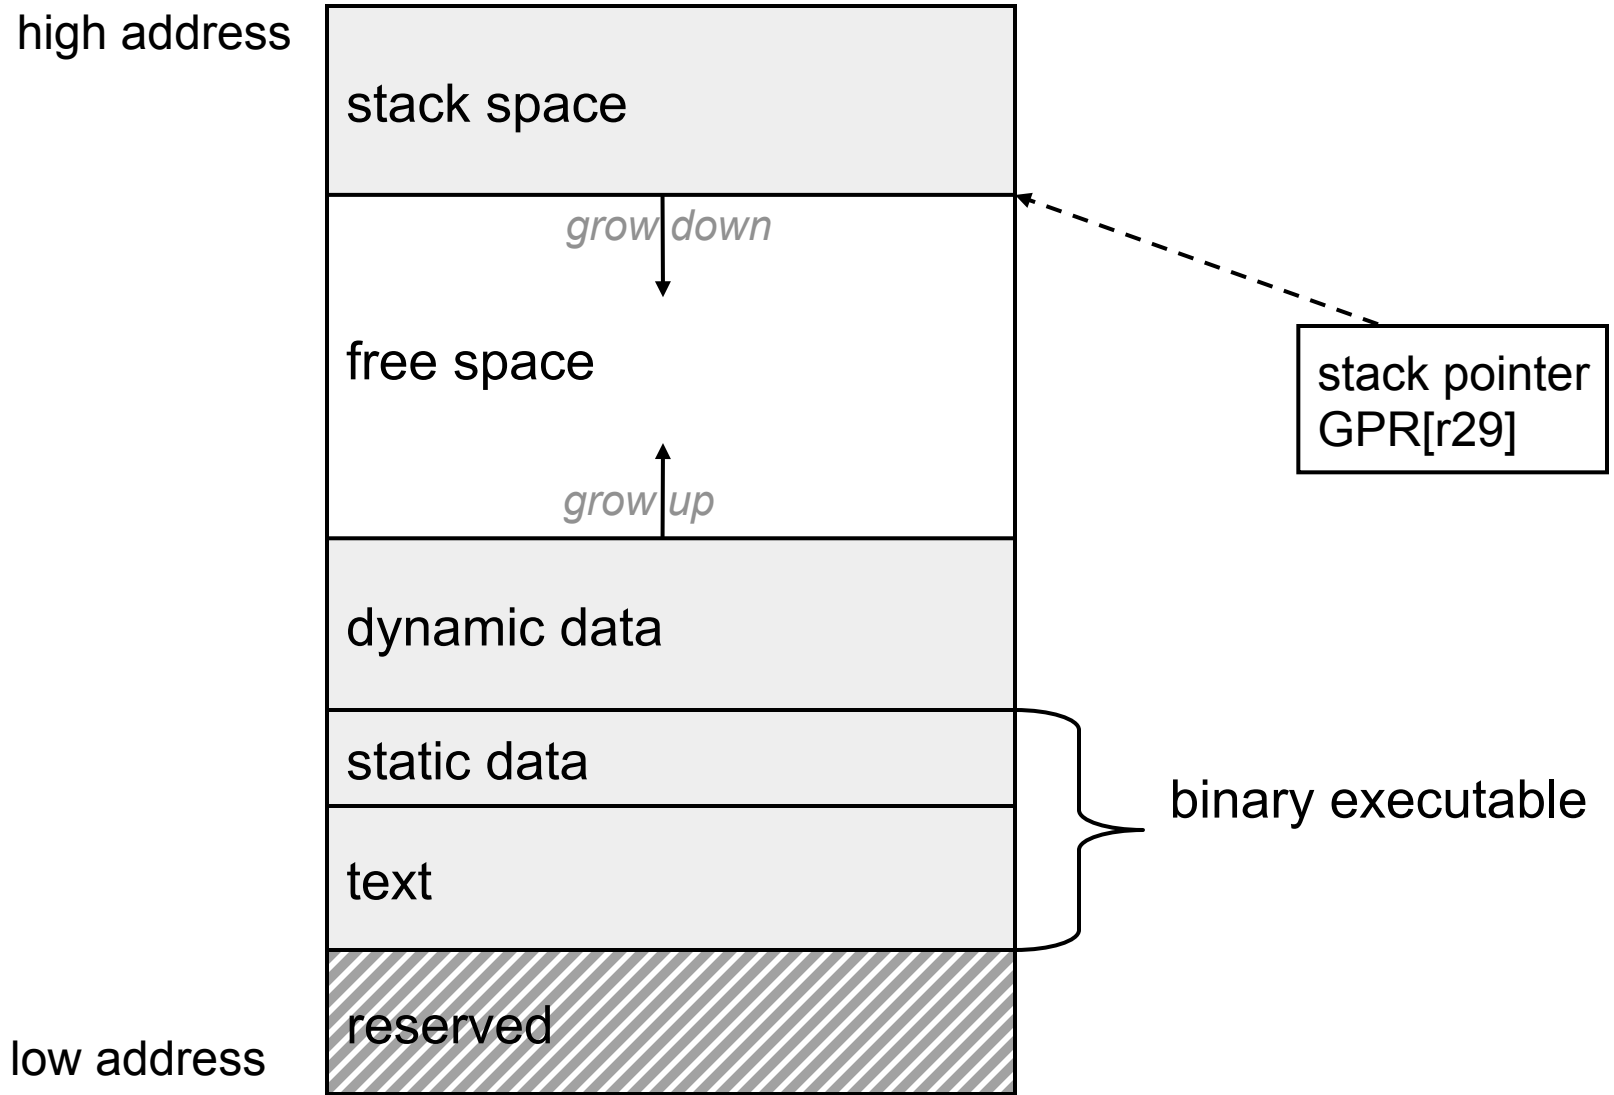 high address
stack space
grow down
free space
stack pointer
GPR[r29]
grow up
dynamic data
static data
binary executable
text
reserved
low address